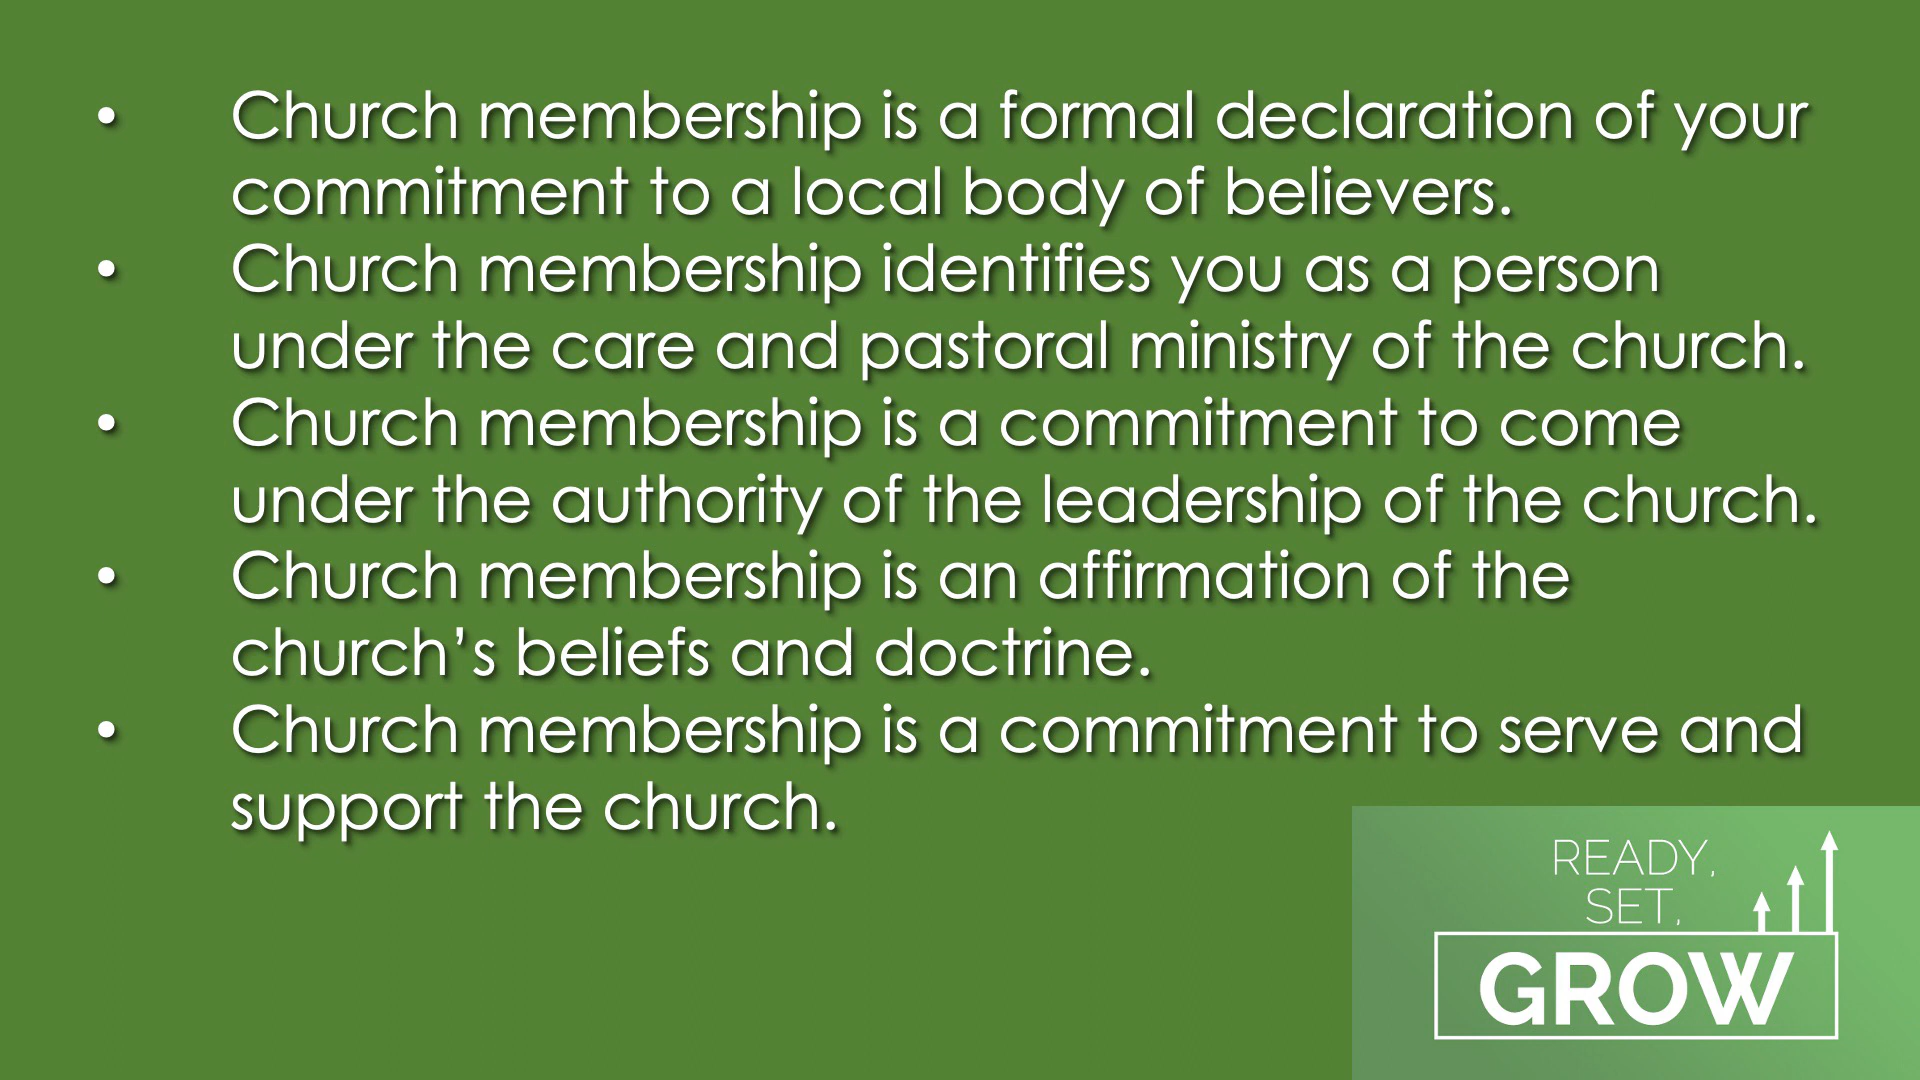 • Church membership is a formal declaration of your
commitment to a local body of believers.
• Church membership identifies you as a person
under the care and pastoral ministry of the church.
• Church membership is a commitment to come
under the authority of the leadership of the church.
• Church membership is an affirmation of the
church’s beliefs and doctrine.
• Church membership is a commitment to serve and
support the church.
READY,
SET,
GROW